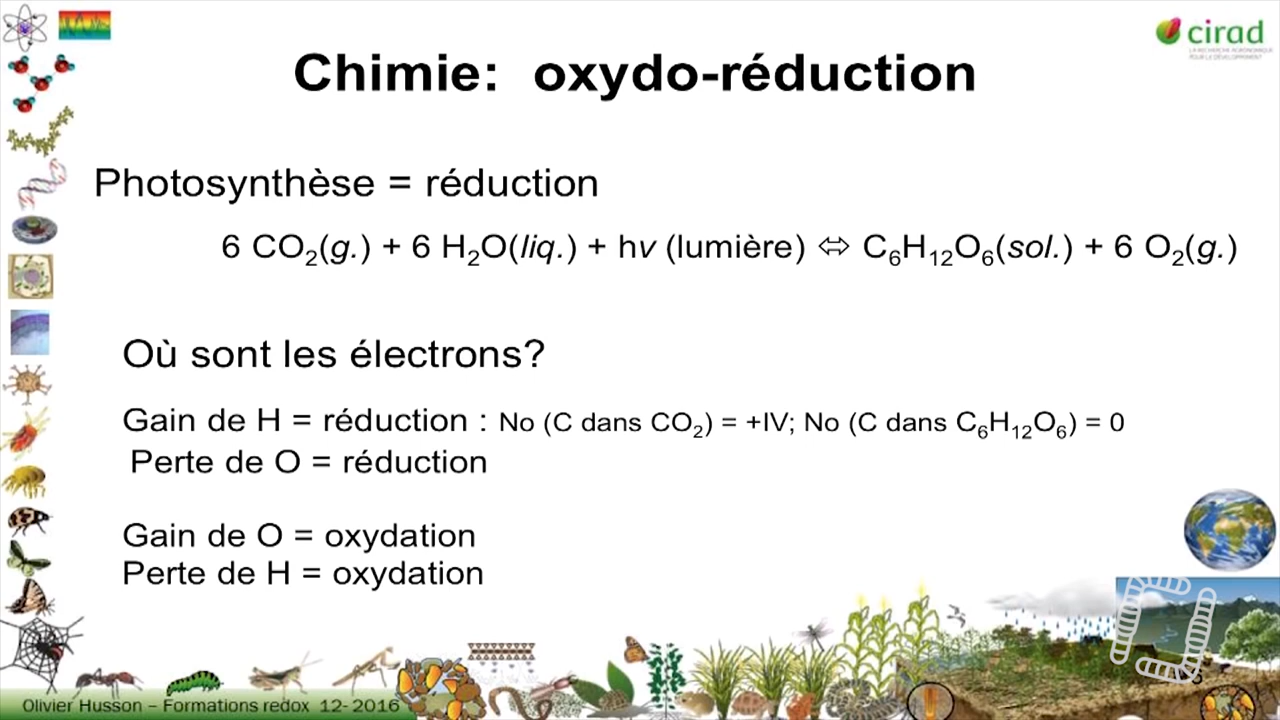 cirad
LA RECHERCHE AGRONOMIQUE
POUR LE DÉVELOPPEMENT
Chimie: oxydo-réduction
Photosynthèse = réduction
6 CO₂(g.) + 6 H₂O(liq.) + hν (lumière) ⬄ C₆H₁₂O₆(sol.) + 6 O₂(g.)
Où sont les électrons?
Gain de H = réduction : No (C dans CO₂) = +IV; No (C dans C₆H₁₂O₆) = 0
Perte de O = réduction
Gain de O = oxydation
Perte de H = oxydation
Olivier Husson – Formations redox 12- 2016